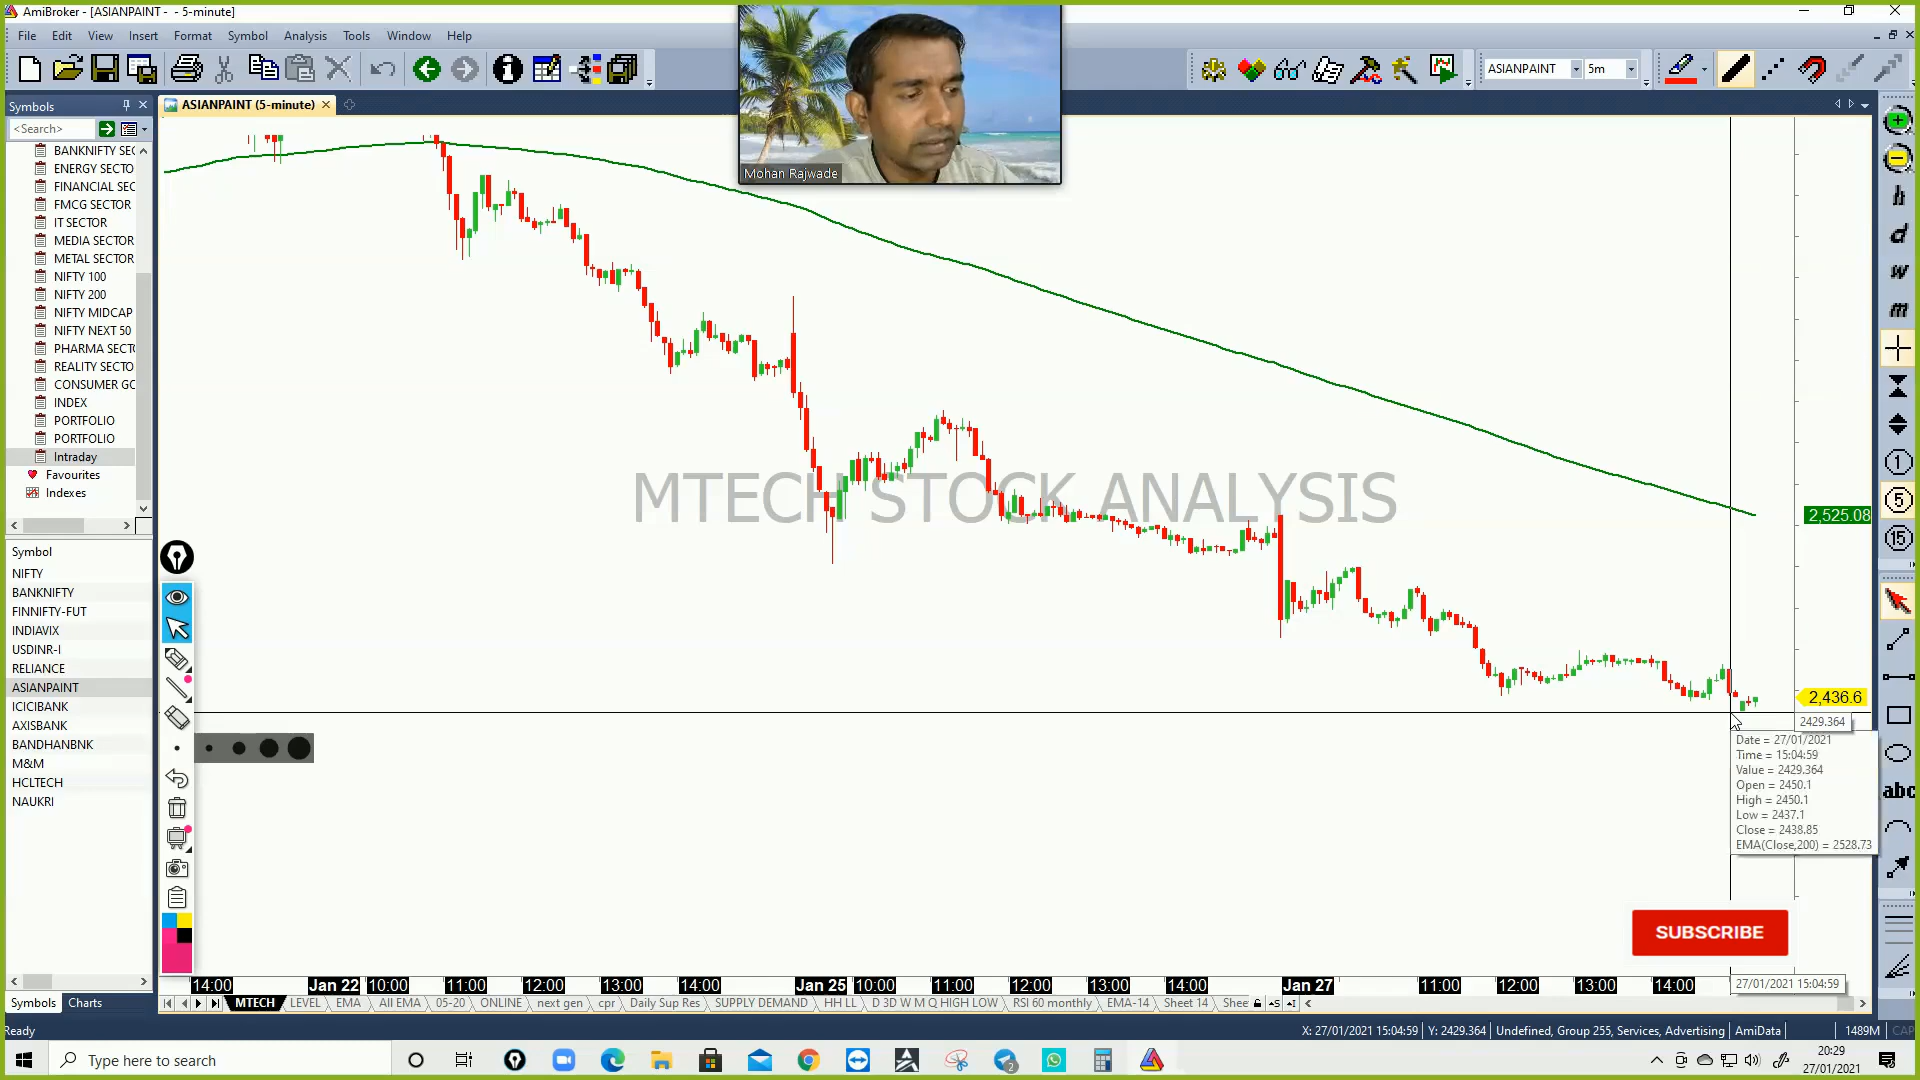 AmiBroker - [ASIANPAINT - - 5-minute]
File Edit View Insert Format Symbol Analysis Tools Window Help
ASIANPAINT 5m
Symbols
ASIANPAINT (5-minute)
<Search>
BANKNIFTY SEC
ENERGY SECTO
FINANCIAL SEC
FMCG SECTOR
IT SECTOR
MEDIA SECTOR
METAL SECTOR
NIFTY 100
NIFTY 200
NIFTY MIDCAP
NIFTY NEXT 50
PHARMA SECT
REALITY SECTO
CONSUMER GC
INDEX
PORTFOLIO
PORTFOLIO
Intraday
Favourites
Indexes
Symbol
NIFTY
BANKNIFTY
FINNIFTY-FUT
INDIAVIX
USDINR-I
RELIANCE
ASIANPAINT
ICICIBANK
AXISBANK
BANDHANBNK
M&M
HCLTECH
NAUKRI
Symbols Charts
Mohan Rajwade
MTECH STOCK ANALYSIS
2,525.08
2,436.6
2429.364
Date = 27/01/2021
Time = 15:04:59
Value = 2429.364
Open = 2450.1
High = 2450.1
Low = 2437.1
Close = 2438.85
EMA(Close,200) = 2528.73
SUBSCRIBE
h
d
w
m
1
5
15
abc
14:00 Jan 22 10:00 11:00 12:00 13:00 14:00 Jan 25 10:00 11:00 12:00 13:00 14:00 Jan 27 11:00 12:00 13:00 14:00 27/01/2021 15:04:59
MTECH LEVEL EMA All EMA 05-20 ONLINE next gen cpr Daily Sup Res SUPPLY DEMAND HH LL D 3D W M Q HIGH LOW RSI 60 monthly EMA-14 Sheet 14 Shee
Ready
X: 27/01/2021 15:04:59 Y: 2429.364 Undefined, Group 255, Services, Advertising AmiData 1489M CAP
Type here to search
2
20:29
27/01/2021